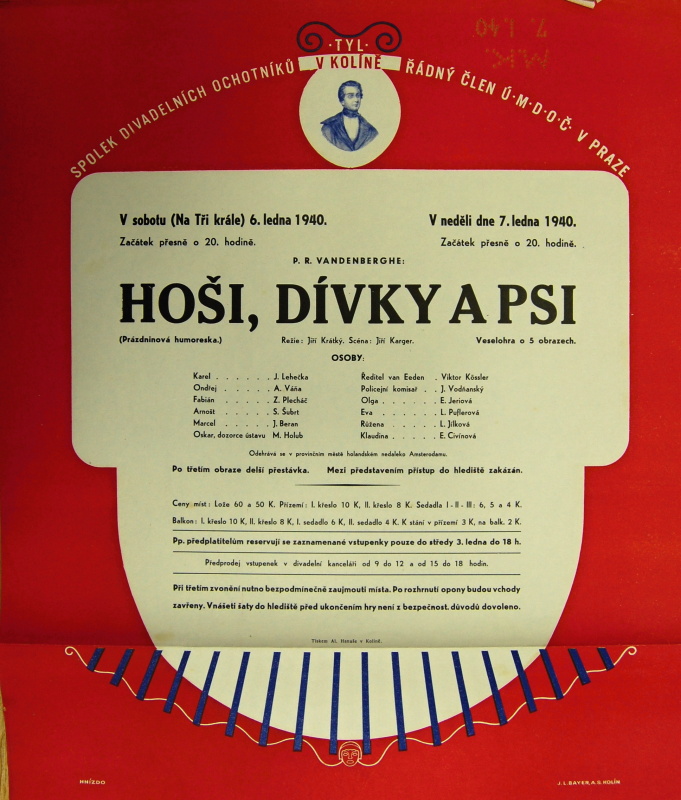 ·TYL·
V KOLÍNĚ
SPOLEK DIVADELNÍCH OCHOTNÍKŮ
ŘÁDNÝ ČLEN Ú·M·D·O·Č· V PRAZE
7. I. 40
V sobotu (Na Tři krále) 6. ledna 1940.
Začátek přesně o 20. hodině.
V neděli dne 7. ledna 1940.
Začátek přesně o 20. hodině.
P. R. VANDENBERGHE:
HOŠI, DÍVKY A PSI
(Prázdninová humoreska.) Režie: Jiří Krátký, Scéna: Jiří Karger. Veselohra o 5 obrazech.
OSOBY:
Karel . . . . . . J. Lehečka
Ondřej . . . . . A. Váňa
Fabián . . . . . Z. Plecháč
Arnošt . . . . . S. Šubrt
Marcel . . . . . J. Beran
Oskar, dozorce ústavu M. Holub
Ředitel van Eeden . Viktor Kössler
Policejní komisař . . J. Vodňanský
Olga . . . . . . E. Jeriová
Eva . . . . . . L. Puflerová
Růžena . . . . . L. Jílková
Klaudina . . . . . E. Civínová
Odehrává se v provinčním městě holandském nedaleko Amsterodamu.
Po třetím obraze delší přestávka. Mezi představením přístup do hlediště zakázán.
Ceny míst: Lože 60 a 50 K. Přízemí: I. křeslo 10 K, II. křeslo 8 K. Sedadla I - II - III: 6, 5 a 4 K.
Balkon: I. křeslo 10 K, II. křeslo 8 K, I. sedadlo 6 K, II. sedadlo 4 K. K stání v přízemí 3 K, na balk. 2 K.
Pp. předplatitelům reservují se zaznamenané vstupenky pouze do středy 3. ledna do 18 h.
Předprodej vstupenek v divadelní kanceláři od 9 do 12 a od 15 do 18 hodin.
Při třetím zvonění nutno bezpodmínečně zaujmouti místa. Po rozhrnutí opony budou vchody
zavřeny. Vnášeti šaty do hlediště před ukončením hry není z bezpečnost. důvodů dovoleno.
Tiskem Al. Hanuše v Kolíně.
HNÍZDO
J. L. BAYER, A. S. KOLÍN